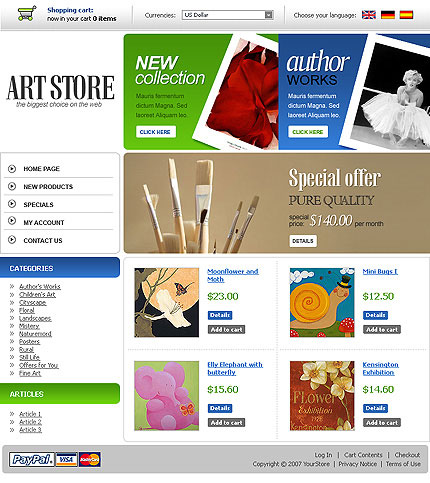 Shopping cart:
now in your cart 0 items
Currencies:
US Dollar
Choose your language:
ART STORE
the biggest choice on the web
NEW
collection
Mauris fermentum
dictum Magna. Sed
laoreet Aliquam leo.
CLICK HERE
author
WORKS
Mauris fermentum
dictum Magna. Sed
laoreet Aliquam leo.
CLICK HERE
HOME PAGE
NEW PRODUCTS
SPECIALS
MY ACCOUNT
CONTACT US
Special offer
PURE QUALITY
special
price: $140.00 per month
DETAILS
CATEGORIES
Author's Works
Children's Art
Cityscape
Floral
Landscapes
Mistery
Naturemord
Posters
Rural
Still Life
Offers for You
Fine Art
ARTICLES
Article 1
Article 2
Article 3
Moonflower and
Moth
$23.00
Details
Add to cart
Mini Bugs I
$12.50
Details
Add to cart
Elly Elephant with
butterfly
$15.60
Details
Add to cart
FLOWER
Exhibition
Kensington
Kensington
Exhibition
$14.60
Details
Add to cart
PayPal VISA
Log In | Cart Contents | Checkout
Copyright © 2007 YourStore | Privacy Notice | Terms of Use